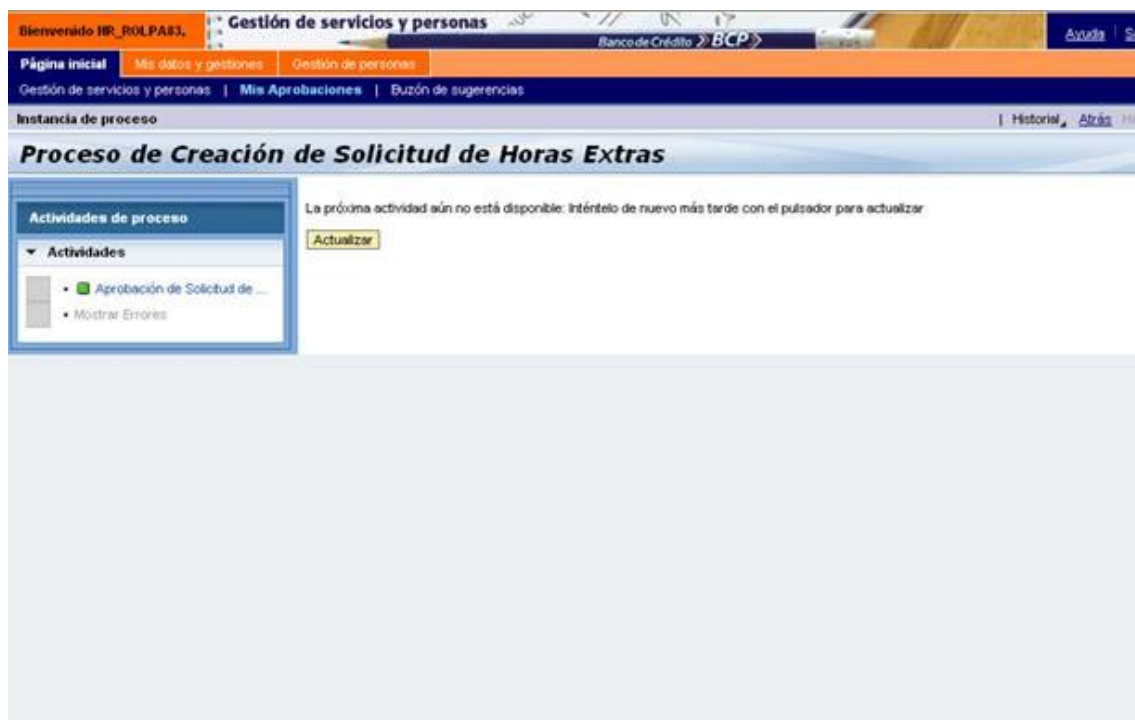 Bienvenido HR_ROLPA83,
Gestión de servicios y personas
Banco de Crédito BCP
Ayuda
Página inicial
Mis datos y gestiones
Gestión de personas
Gestión de servicios y personas | Mis Aprobaciones | Buzón de sugerencias
Instancia de proceso
| Historial
Atrás
Proceso de Creación de Solicitud de Horas Extras
Actividades de proceso
La próxima actividad aún no está disponible: Inténtelo de nuevo más tarde con el pulsador para actualizar
Actualizar
Actividades
Aprobación de Solicitud de ...
Mostrar Errores